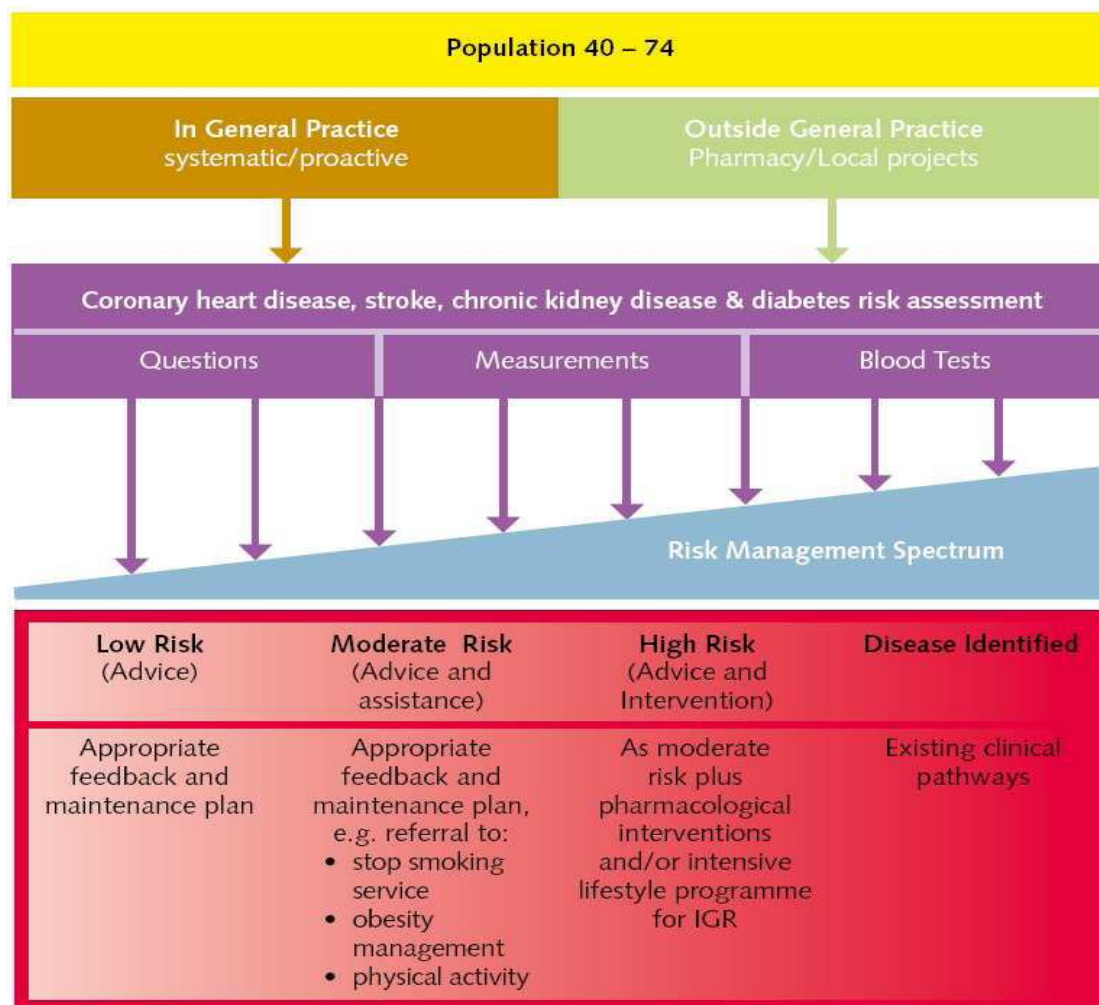 Population 40 – 74
In General Practice
systematic/proactive
Outside General Practice
Pharmacy/Local projects
Coronary heart disease, stroke, chronic kidney disease & diabetes risk assessment
Questions
Measurements
Blood Tests
Risk Management Spectrum
Low Risk
(Advice)
Moderate Risk
(Advice and
assistance)
High Risk
(Advice and
Intervention)
Disease Identified
Appropriate
feedback and
maintenance plan
Appropriate
feedback and
maintenance plan,
e.g. referral to:
• stop smoking
service
• obesity
management
• physical activity
As moderate
risk plus
pharmacological
interventions
and/or intensive
lifestyle programme
for IGR
Existing clinical
pathways